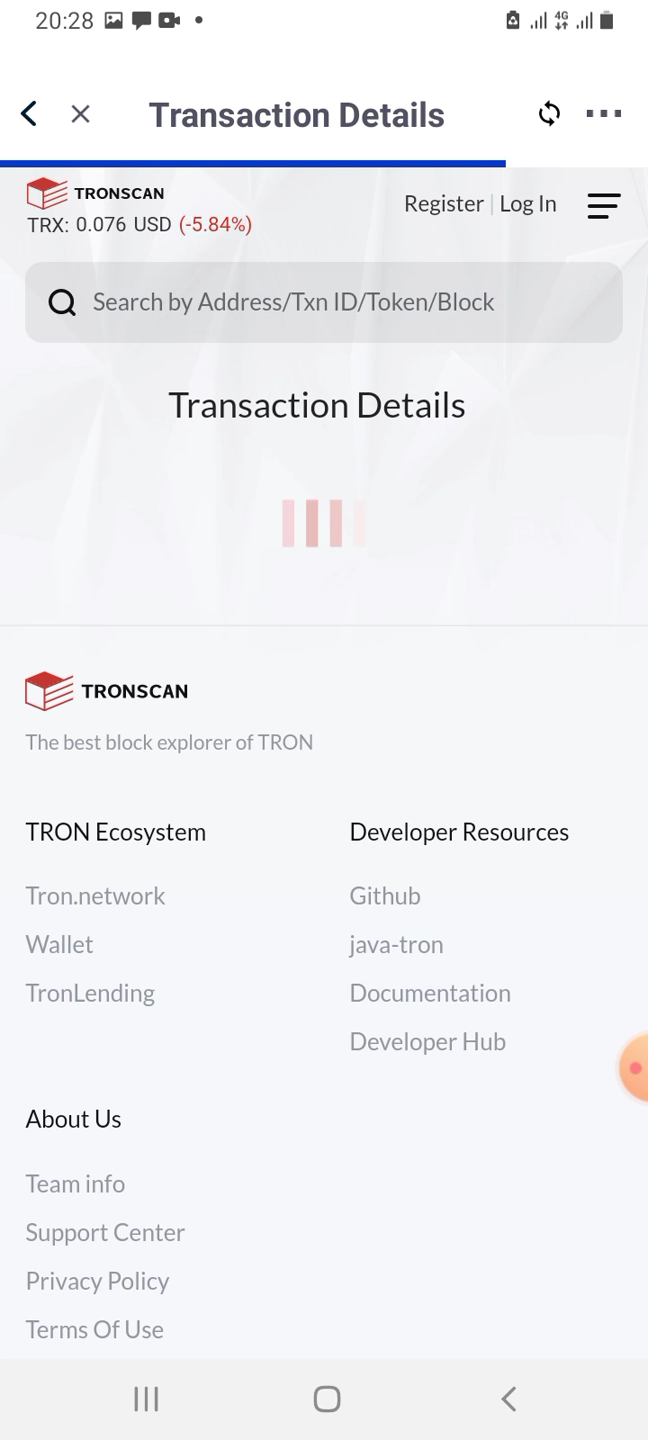 20:28
4G
Transaction Details
TRONSCAN
TRX: 0.076 USD (-5.84%)
Register | Log In
Search by Address/Txn ID/Token/Block
Transaction Details
TRONSCAN
The best block explorer of TRON
TRON Ecosystem
Tron.network
Wallet
TronLending
Developer Resources
Github
java-tron
Documentation
Developer Hub
About Us
Team info
Support Center
Privacy Policy
Terms Of Use